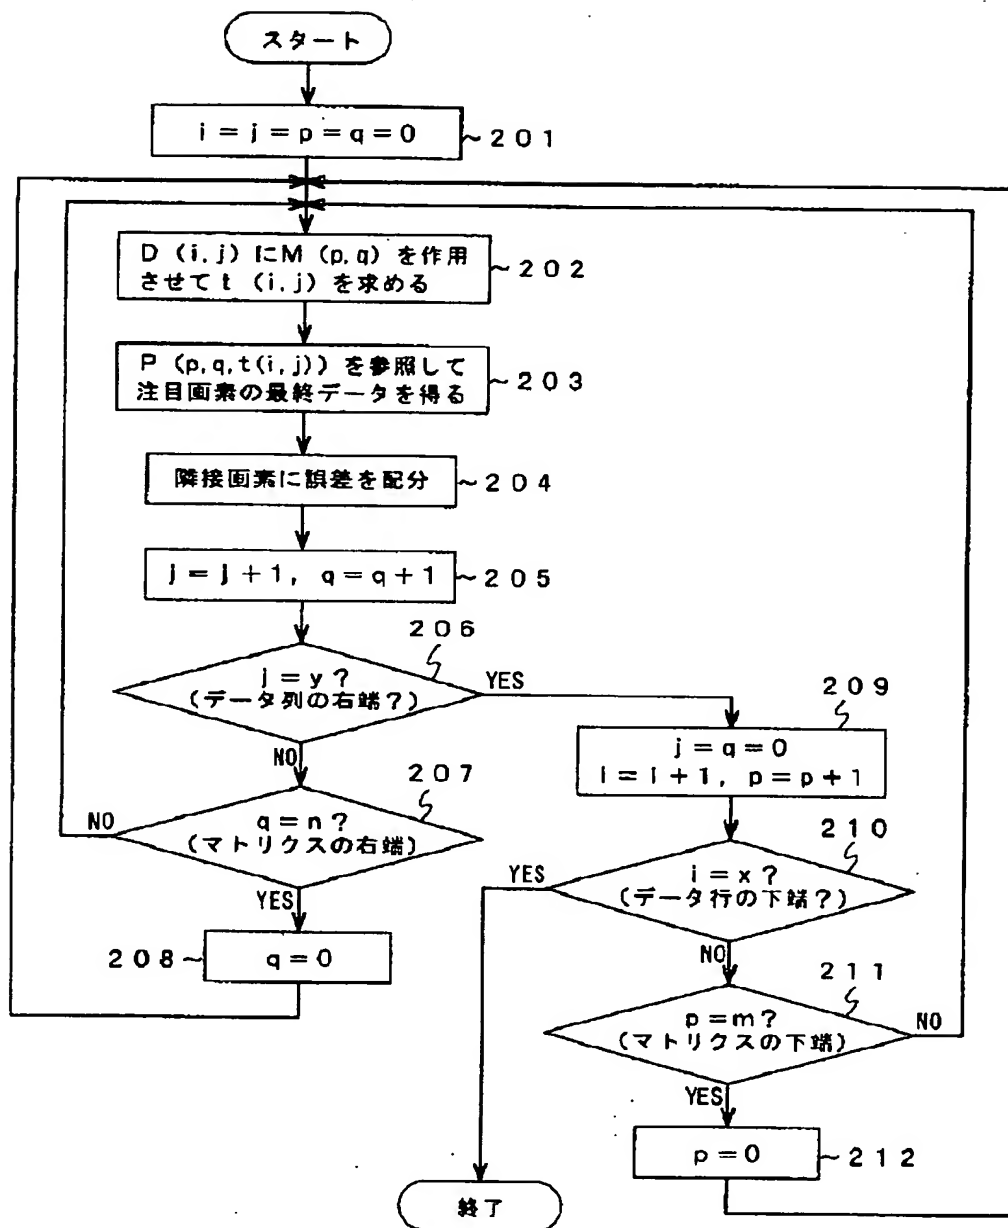 スタート
i=j=p=q=0
~201
D (i,j)にM (p,q)を作用
させてt (i,j)を求める
~202
P (p,q,t(i,j))を参照して
注目画素の最終データを得る
~203
隣接画素に誤差を配分
~204
j=j+1, q=q+1
~205
206
j=y?
(データ列の右端?)
YES
NO
207
q=n?
(マトリクスの右端)
NO
YES
208~
q=0
209
j=q=0
i=i+1, p=p+1
210
i=x?
(データ行の下端?)
YES
NO
211
p=m?
(マトリクスの下端)
NO
YES
p=0
~212
終了